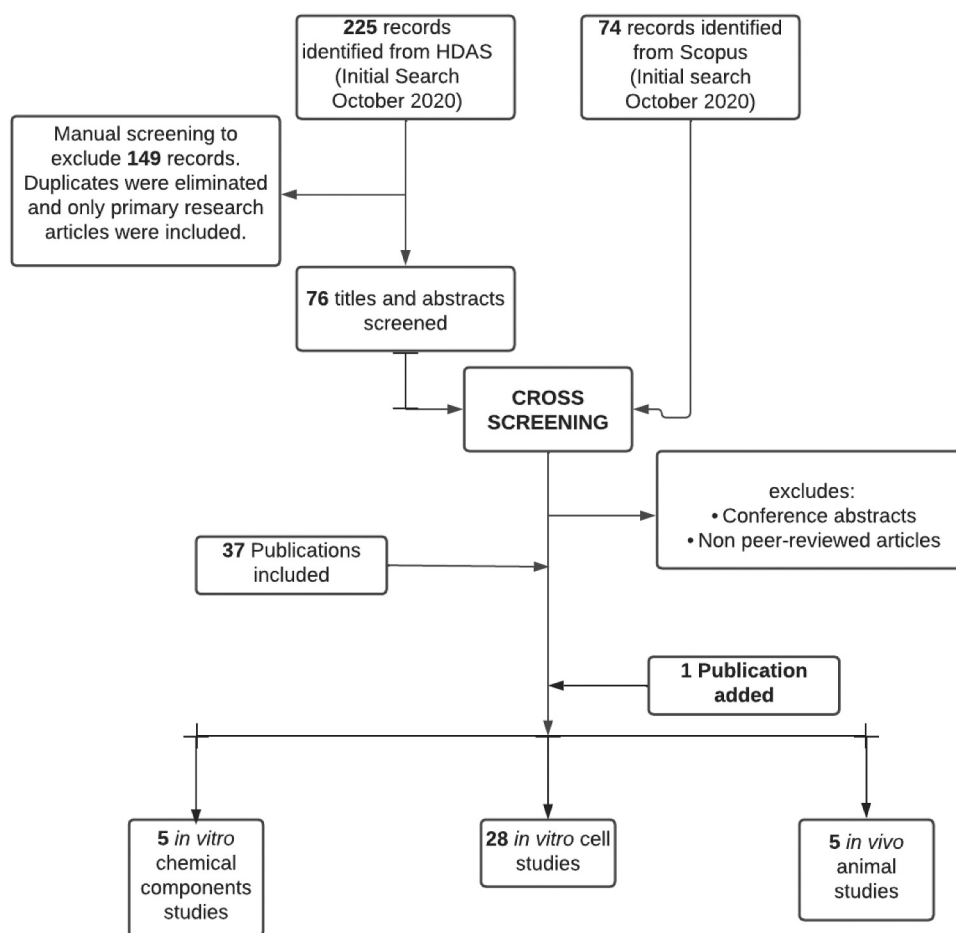 225 records
identified from HDAS
(Initial Search
October 2020)
74 records identified
from Scopus
(Initial search
October 2020)
Manual screening to
exclude 149 records.
Duplicates were eliminated
and only primary research
articles were included.
76 titles and abstracts
screened
CROSS
SCREENING
excludes:
• Conference abstracts
• Non peer-reviewed articles
37 Publications
included
1 Publication
added
5 in vitro
chemical
components
studies
28 in vitro cell
studies
5 in vivo
animal
studies